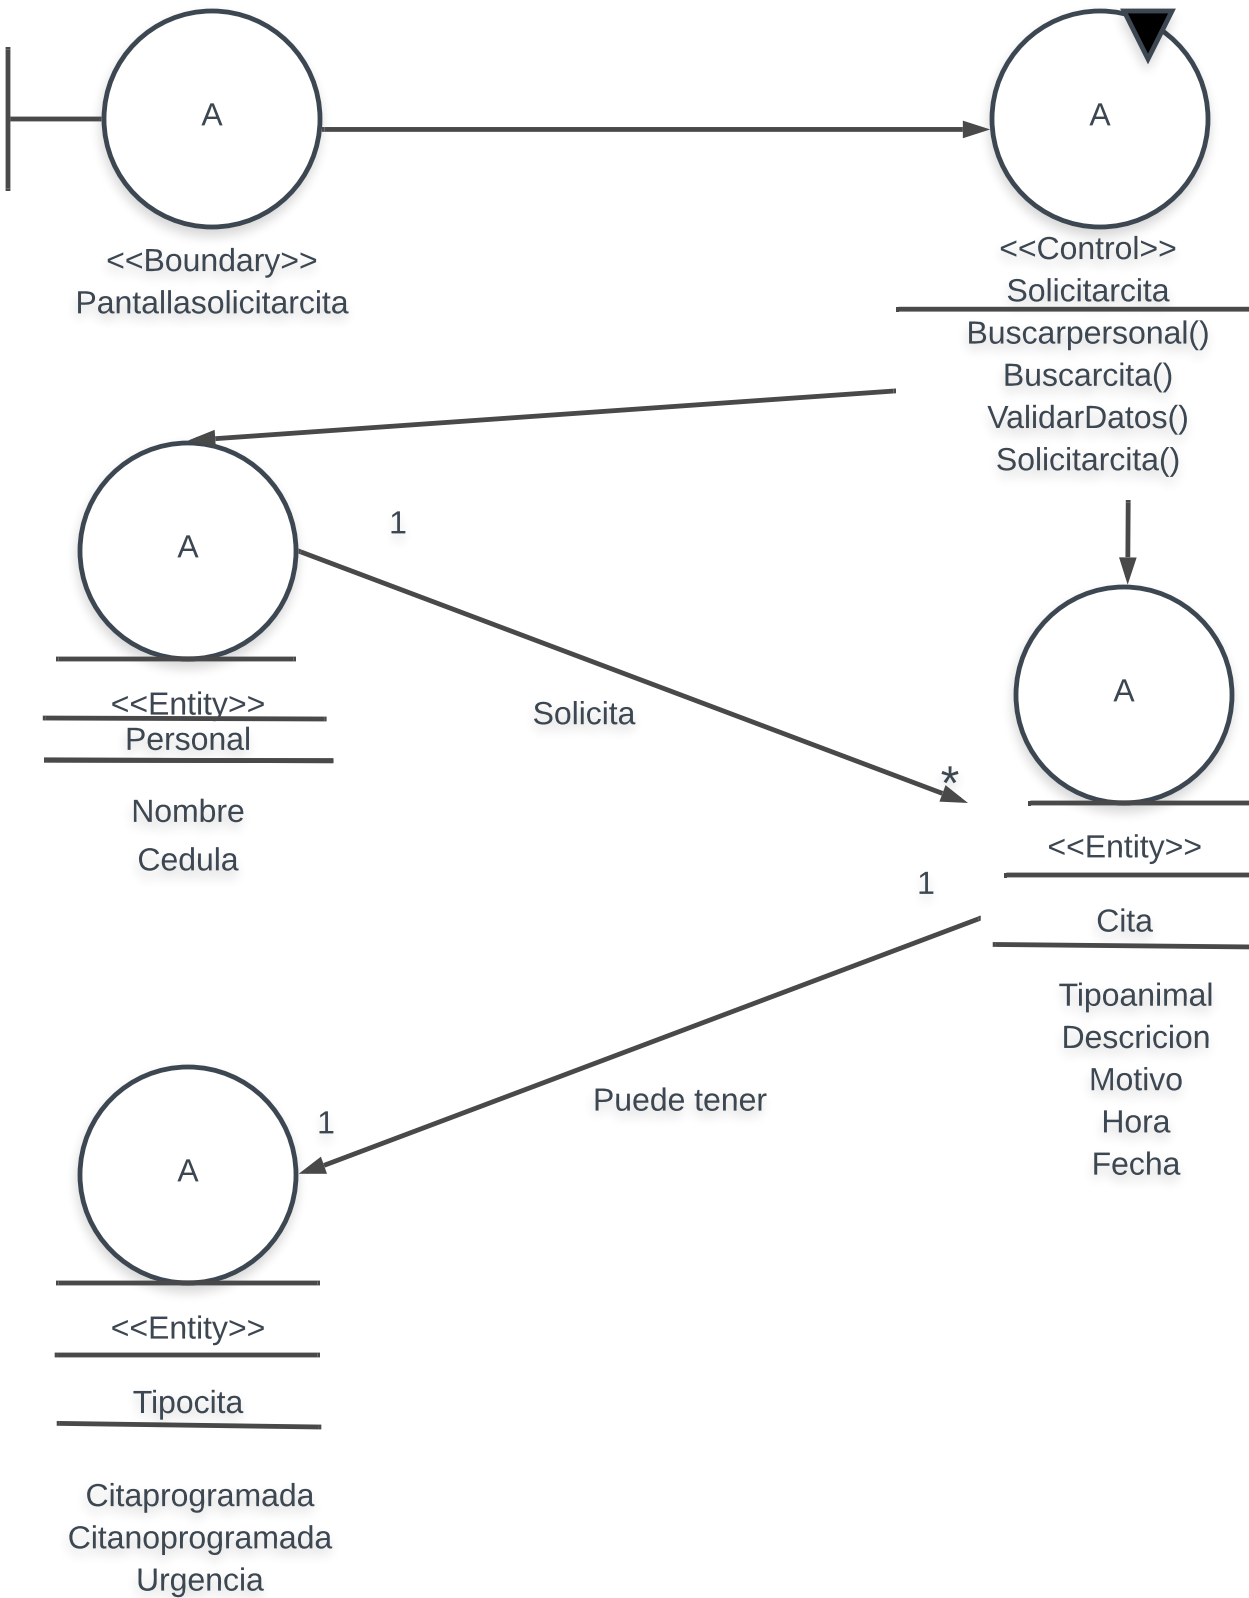 A
A
<<Boundary>>
Pantallasolicitarcita
<<Control>>
Solicitarcita
Buscarpersonal()
Buscarcita()
ValidarDatos()
Solicitarcita()
A
1
Solicita
*
<<Entity>>
Personal
Nombre
Cedula
A
<<Entity>>
Cita
Tipoanimal
Descricion
Motivo
Hora
Fecha
1
Puede tener
1
A
<<Entity>>
Tipocita
Citaprogramada
Citanoprogramada
Urgencia